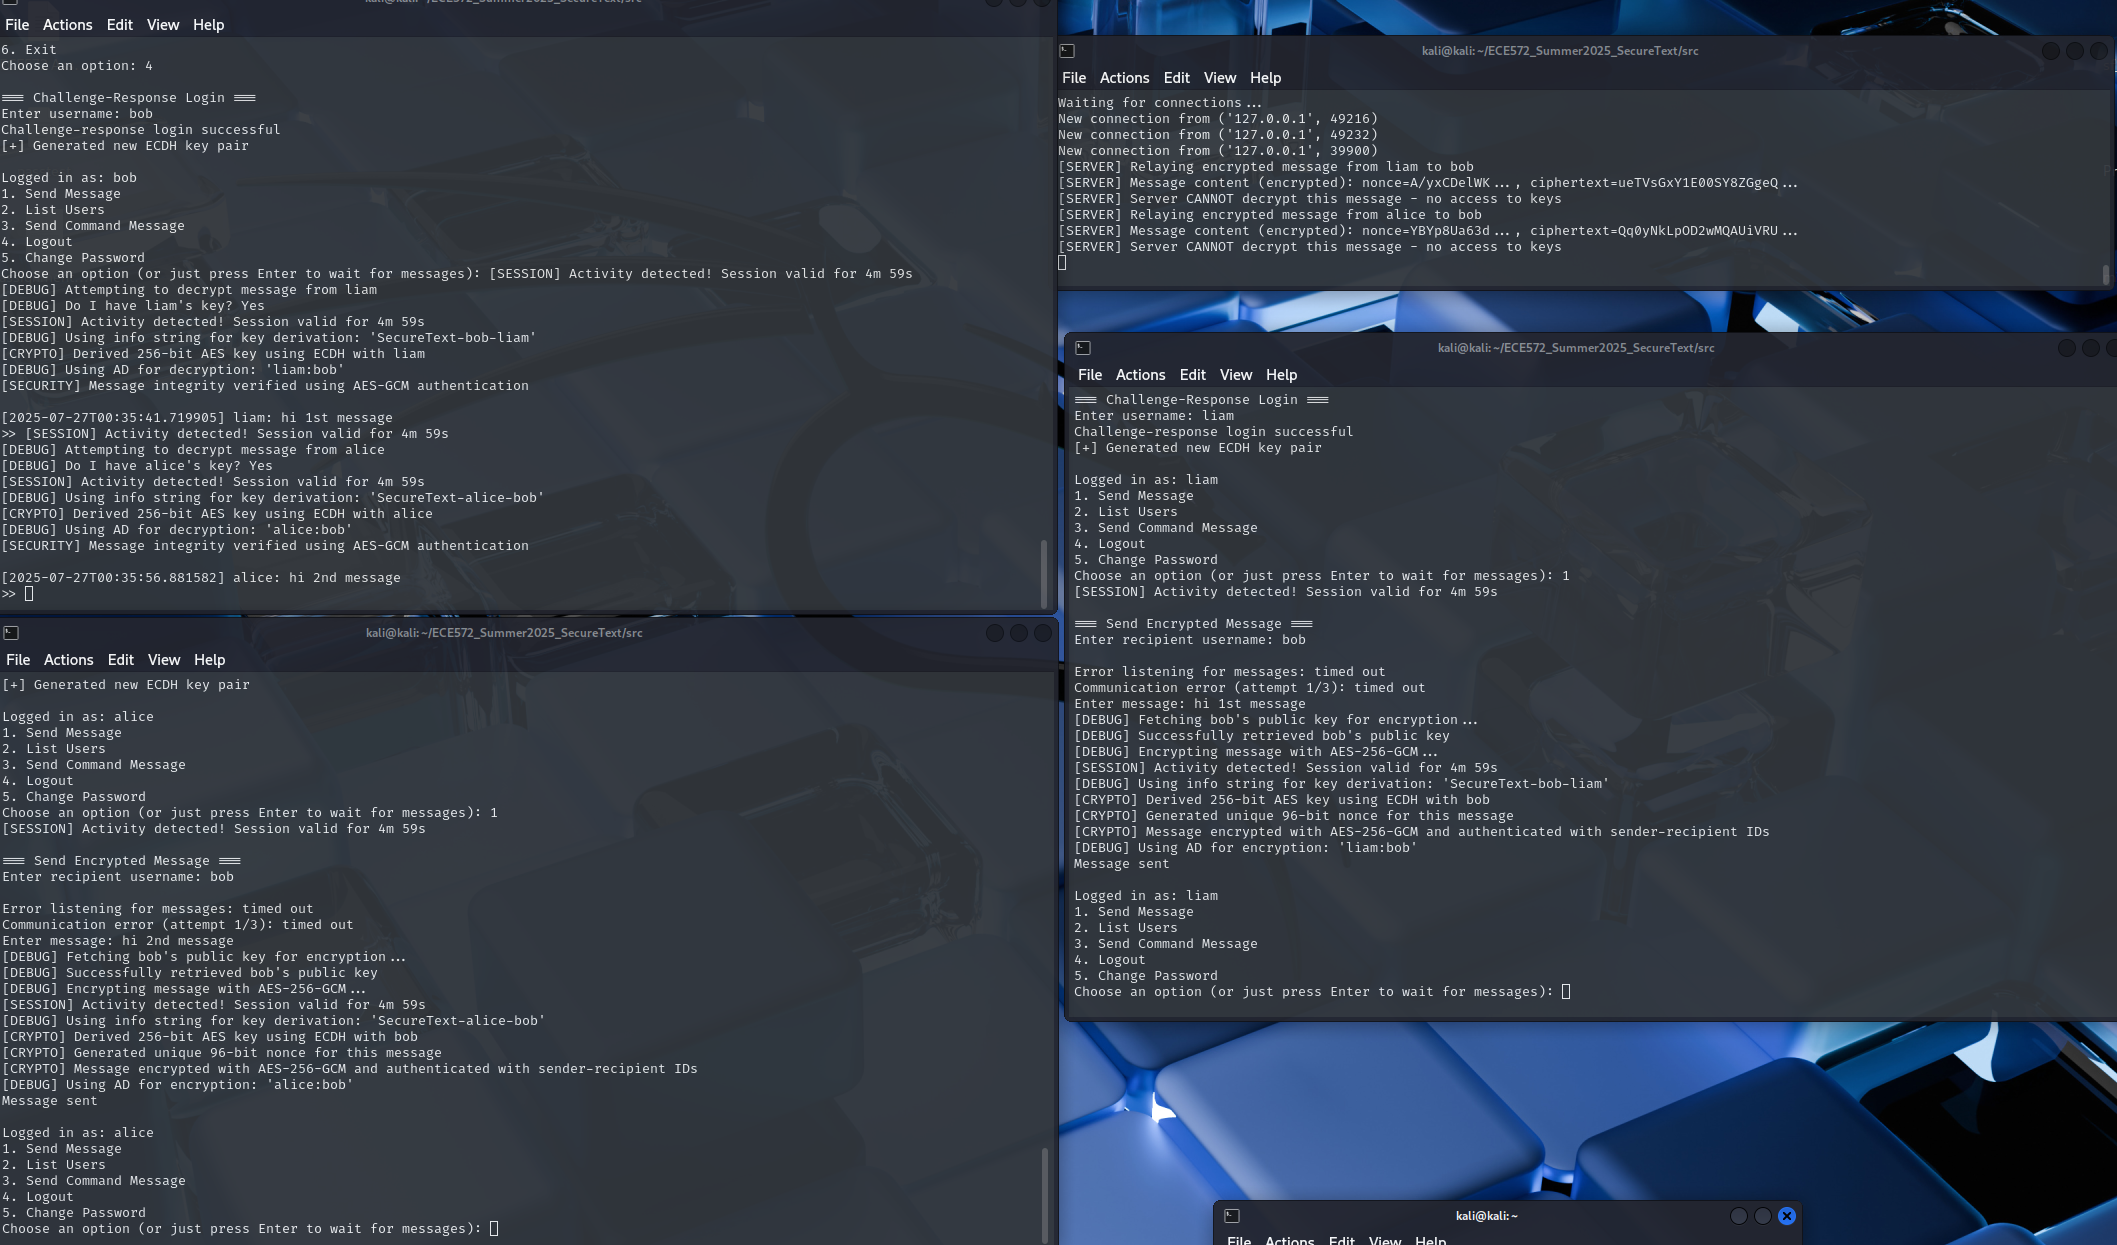 kali@kali: ~/ECE572_Summer2025_SecureText/src
File Actions Edit View Help
6. Exit
Choose an option: 4
=== Challenge-Response Login ===
Enter username: bob
Challenge-response login successful
[+] Generated new ECDH key pair
Logged in as: bob
1. Send Message
2. List Users
3. Send Command Message
4. Logout
5. Change Password
Choose an option (or just press Enter to wait for messages): [SESSION] Activity detected! Session valid for 4m 59s
[DEBUG] Attempting to decrypt message from liam
[DEBUG] Do I have liam's key? Yes
[SESSION] Activity detected! Session valid for 4m 59s
[DEBUG] Using info string for key derivation: 'SecureText-bob-liam'
[CRYPTO] Derived 256-bit AES key using ECDH with liam
[DEBUG] Using AD for decryption: 'liam:bob'
[SECURITY] Message integrity verified using AES-GCM authentication
[2025-07-27T00:35:41.719905] liam: hi 1st message
>> [SESSION] Activity detected! Session valid for 4m 59s
[DEBUG] Attempting to decrypt message from alice
[DEBUG] Do I have alice's key? Yes
[SESSION] Activity detected! Session valid for 4m 59s
[DEBUG] Using info string for key derivation: 'SecureText-alice-bob'
[CRYPTO] Derived 256-bit AES key using ECDH with alice
[DEBUG] Using AD for decryption: 'alice:bob'
[SECURITY] Message integrity verified using AES-GCM authentication
[2025-07-27T00:35:56.881582] alice: hi 2nd message
>>
kali@kali: ~/ECE572_Summer2025_SecureText/src
File Actions Edit View Help
[+] Generated new ECDH key pair
Logged in as: alice
1. Send Message
2. List Users
3. Send Command Message
4. Logout
5. Change Password
Choose an option (or just press Enter to wait for messages): 1
[SESSION] Activity detected! Session valid for 4m 59s
=== Send Encrypted Message ===
Enter recipient username: bob
Error listening for messages: timed out
Communication error (attempt 1/3): timed out
Enter message: hi 2nd message
[DEBUG] Fetching bob's public key for encryption...
[DEBUG] Successfully retrieved bob's public key
[DEBUG] Encrypting message with AES-256-GCM...
[SESSION] Activity detected! Session valid for 4m 59s
[DEBUG] Using info string for key derivation: 'SecureText-alice-bob'
[CRYPTO] Derived 256-bit AES key using ECDH with bob
[CRYPTO] Generated unique 96-bit nonce for this message
[CRYPTO] Message encrypted with AES-256-GCM and authenticated with sender-recipient IDs
[DEBUG] Using AD for encryption: 'alice:bob'
Message sent
Logged in as: alice
1. Send Message
2. List Users
3. Send Command Message
4. Logout
5. Change Password
Choose an option (or just press Enter to wait for messages):
kali@kali: ~/ECE572_Summer2025_SecureText/src
File Actions Edit View Help
Waiting for connections...
New connection from ('127.0.0.1', 49216)
New connection from ('127.0.0.1', 49232)
New connection from ('127.0.0.1', 39900)
[SERVER] Relaying encrypted message from liam to bob
[SERVER] Message content (encrypted): nonce=A/yxCDelWK..., ciphertext=ueTVsGxY1E00SY8ZGgeQ...
[SERVER] Server CANNOT decrypt this message - no access to keys
[SERVER] Relaying encrypted message from alice to bob
[SERVER] Message content (encrypted): nonce=YBYp8Ua63d..., ciphertext=Qq0yNkLpOD2wMQAUiVRU...
[SERVER] Server CANNOT decrypt this message - no access to keys
kali@kali: ~/ECE572_Summer2025_SecureText/src
File Actions Edit View Help
=== Challenge-Response Login ===
Enter username: liam
Challenge-response login successful
[+] Generated new ECDH key pair
Logged in as: liam
1. Send Message
2. List Users
3. Send Command Message
4. Logout
5. Change Password
Choose an option (or just press Enter to wait for messages): 1
[SESSION] Activity detected! Session valid for 4m 59s
=== Send Encrypted Message ===
Enter recipient username: bob
Error listening for messages: timed out
Communication error (attempt 1/3): timed out
Enter message: hi 1st message
[DEBUG] Fetching bob's public key for encryption...
[DEBUG] Successfully retrieved bob's public key
[DEBUG] Encrypting message with AES-256-GCM...
[SESSION] Activity detected! Session valid for 4m 59s
[DEBUG] Using info string for key derivation: 'SecureText-bob-liam'
[CRYPTO] Derived 256-bit AES key using ECDH with bob
[CRYPTO] Generated unique 96-bit nonce for this message
[CRYPTO] Message encrypted with AES-256-GCM and authenticated with sender-recipient IDs
[DEBUG] Using AD for encryption: 'liam:bob'
Message sent
Logged in as: liam
1. Send Message
2. List Users
3. Send Command Message
4. Logout
5. Change Password
Choose an option (or just press Enter to wait for messages):
kali@kali: ~
File Actions Edit View Help